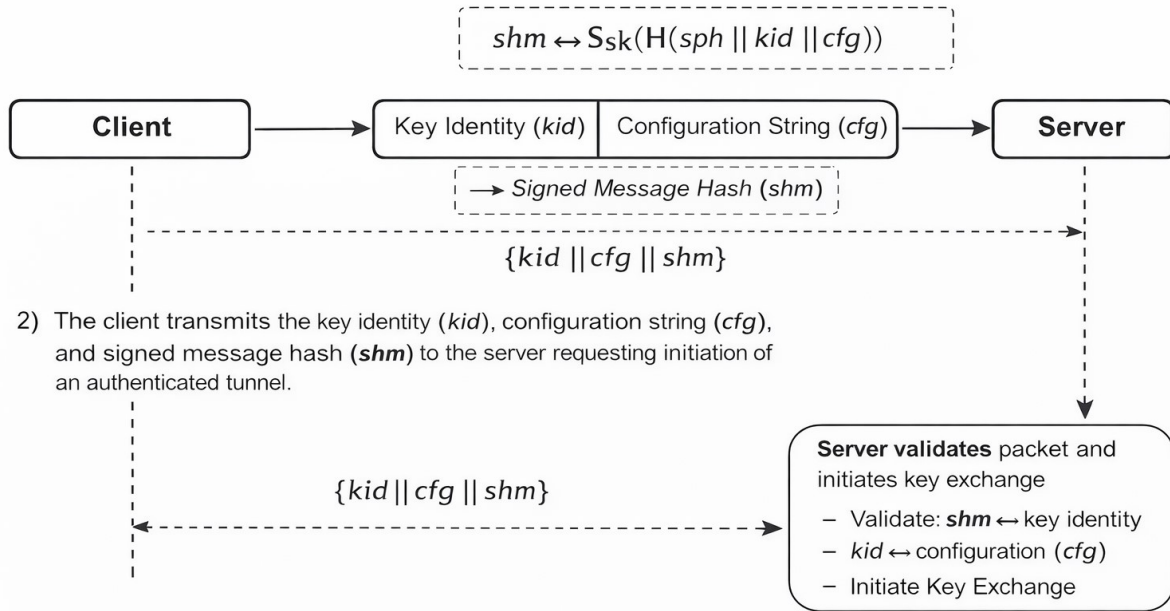 shm ↔ Ssk(H(sph || kid || cfg))
Client
Key Identity (kid)
Configuration String (cfg)
Server
→ Signed Message Hash (shm)
{kid || cfg || shm}
2) The client transmits the key identity (kid), configuration string (cfg),
and signed message hash (shm) to the server requesting initiation of
an authenticated tunnel.
Server validates packet and
initiates key exchange
– Validate: shm ↔ key identity
– kid ↔ configuration (cfg)
– Initiate Key Exchange
{kid || cfg || shm}